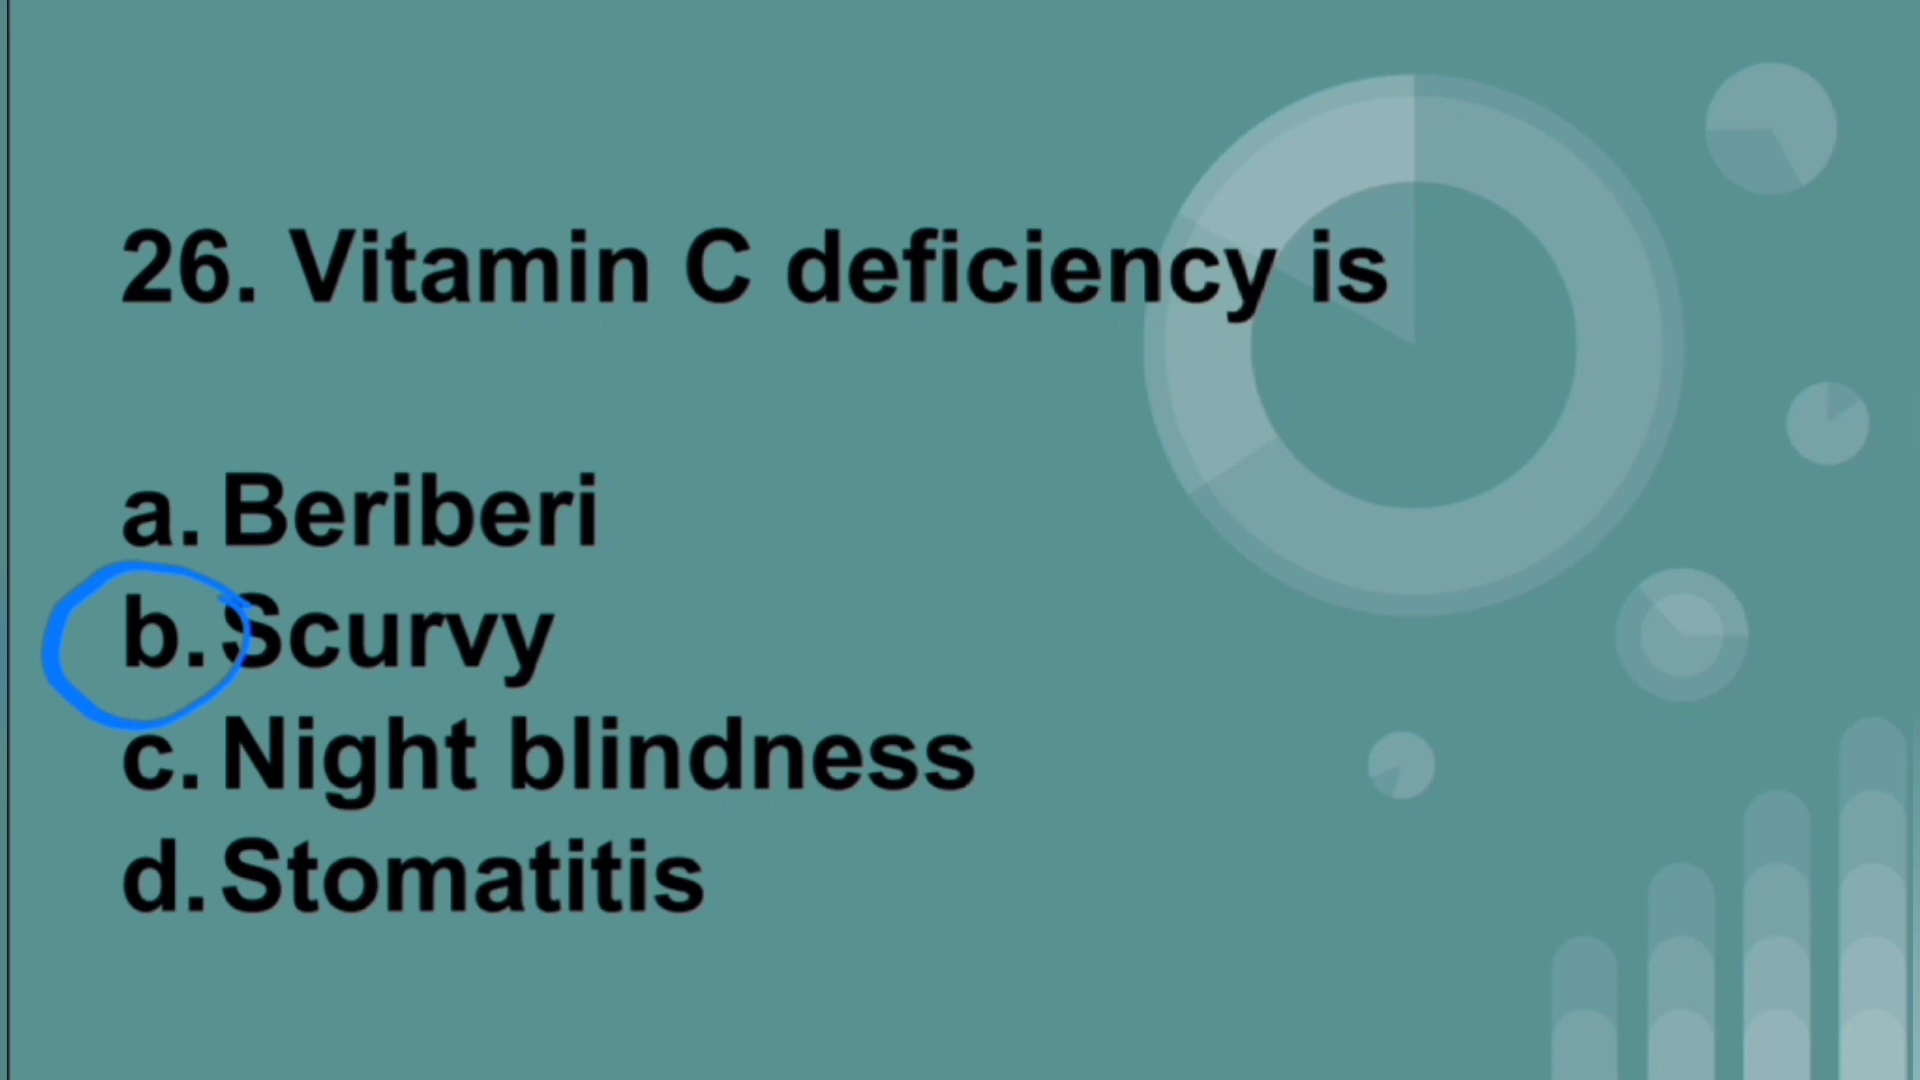 26. Vitamin C deficiency is
a. Beriberi
b. Scurvy
c. Night blindness
d. Stomatitis